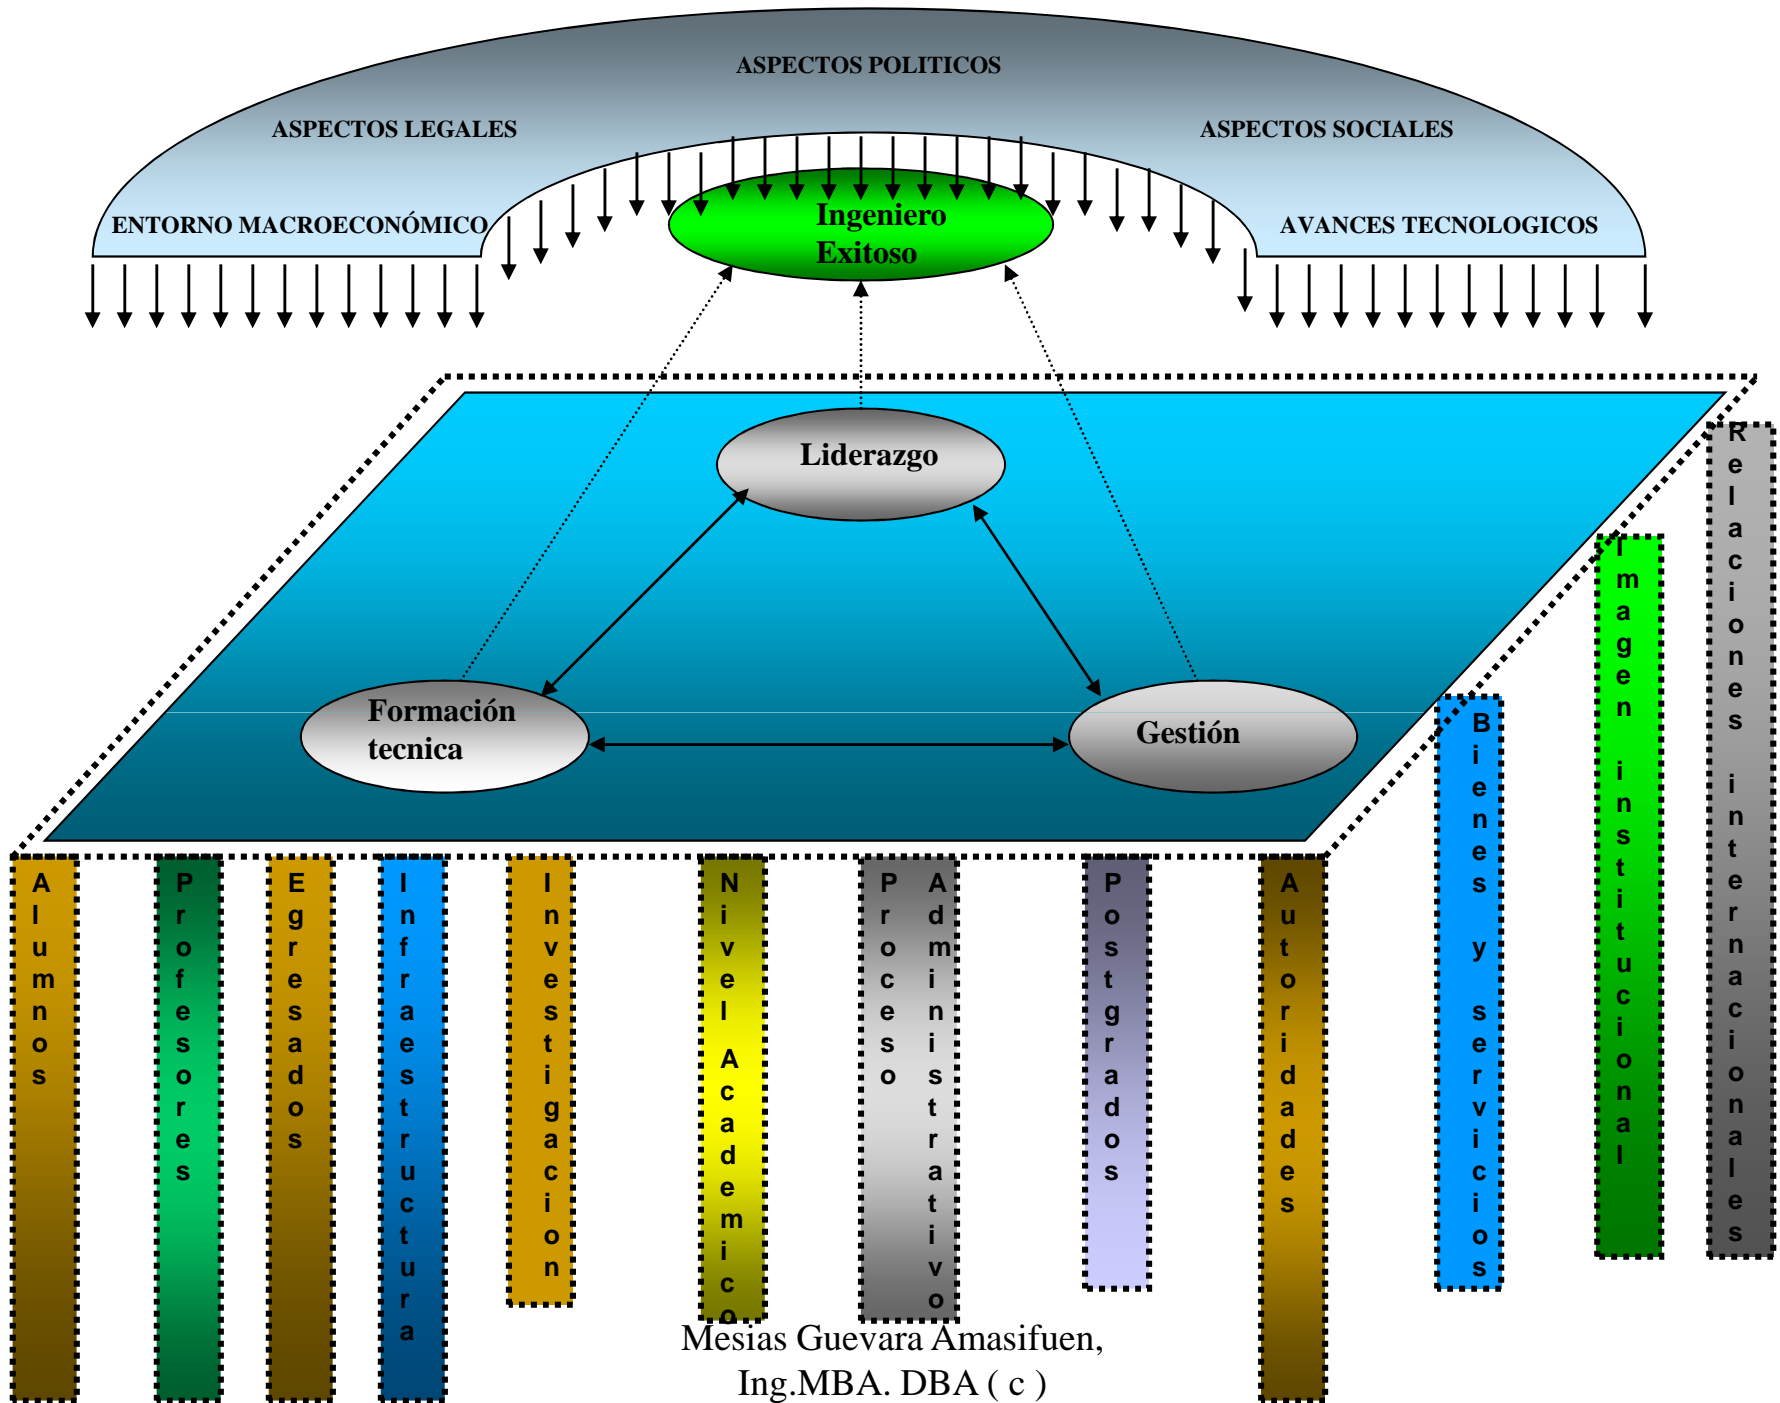 ASPECTOS POLITICOS
ASPECTOS LEGALES
ASPECTOS SOCIALES
ENTORNO MACROECONÓMICO
AVANCES TECNOLOGICOS
Ingeniero
Exitoso
Liderazgo
Formación
tecnica
Gestión
Alumnos
Profesores
Egresados
Infraestructura
Investigacion
Nivel Academico
Proceso
Administrativo
Postgrados
Autoridades
Bienes y servicios
Imagen institucional
Relaciones internacionales
Mesias Guevara Amasifuen,
Ing.MBA. DBA ( c )